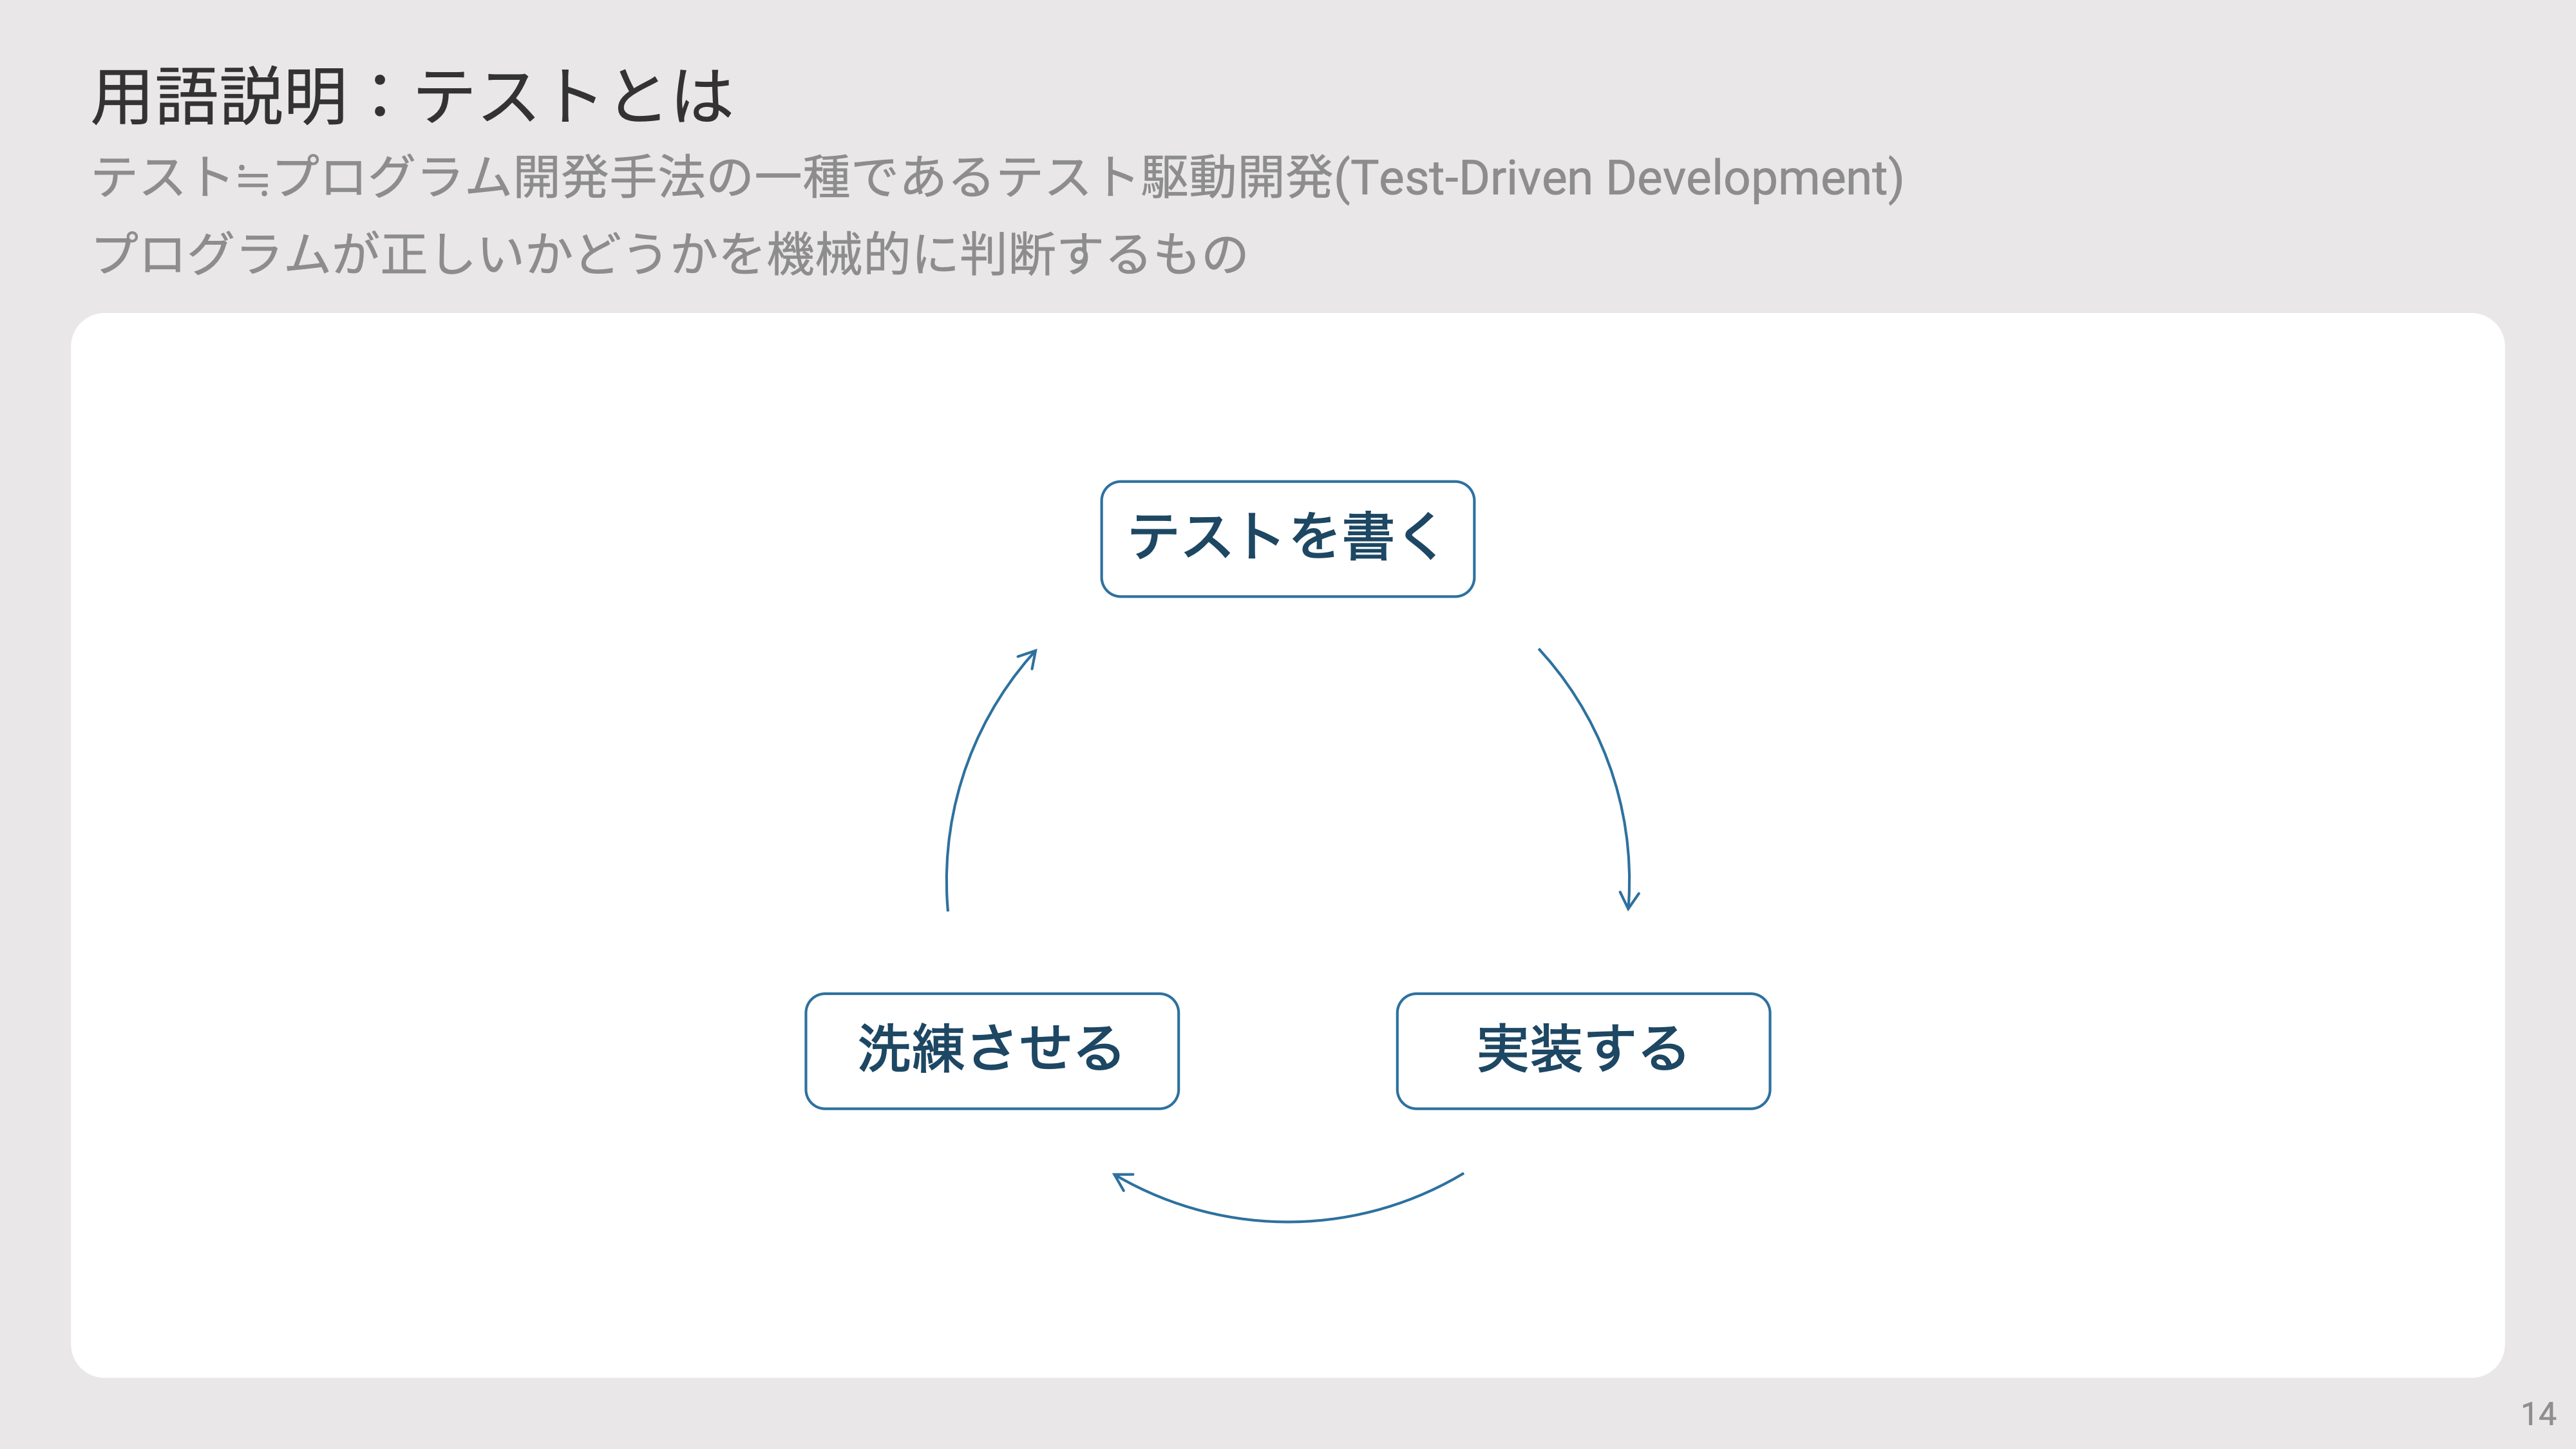 用語説明：テストとは
テスト≒プログラム開発手法の一種であるテスト駆動開発(Test-Driven Development)
プログラムが正しいかどうかを機械的に判断するもの
テストを書く
洗練させる
実装する
14